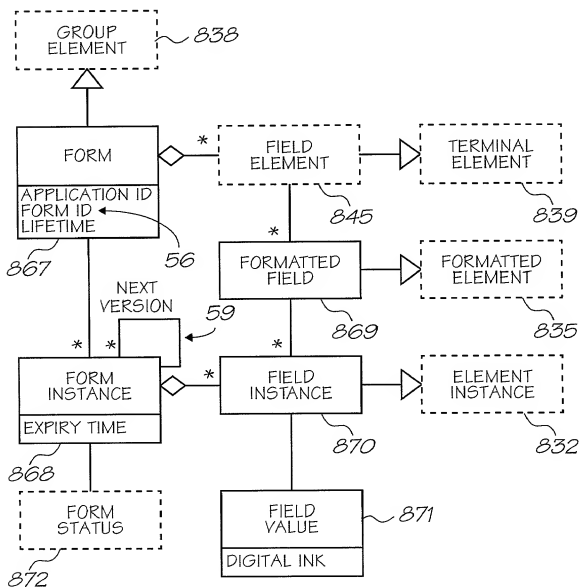 GROUP
ELEMENT
838
FORM
*
FIELD
ELEMENT
TERMINAL
ELEMENT
APPLICATION ID
FORM ID
LIFETIME
867
56
845
839
*
FORMATTED
FIELD
FORMATTED
ELEMENT
869
835
NEXT
VERSION
59
*
*
*
FORM
INSTANCE
*
FIELD
INSTANCE
ELEMENT
INSTANCE
EXPIRY TIME
868
870
832
FORM
STATUS
872
FIELD
VALUE
871
DIGITAL INK